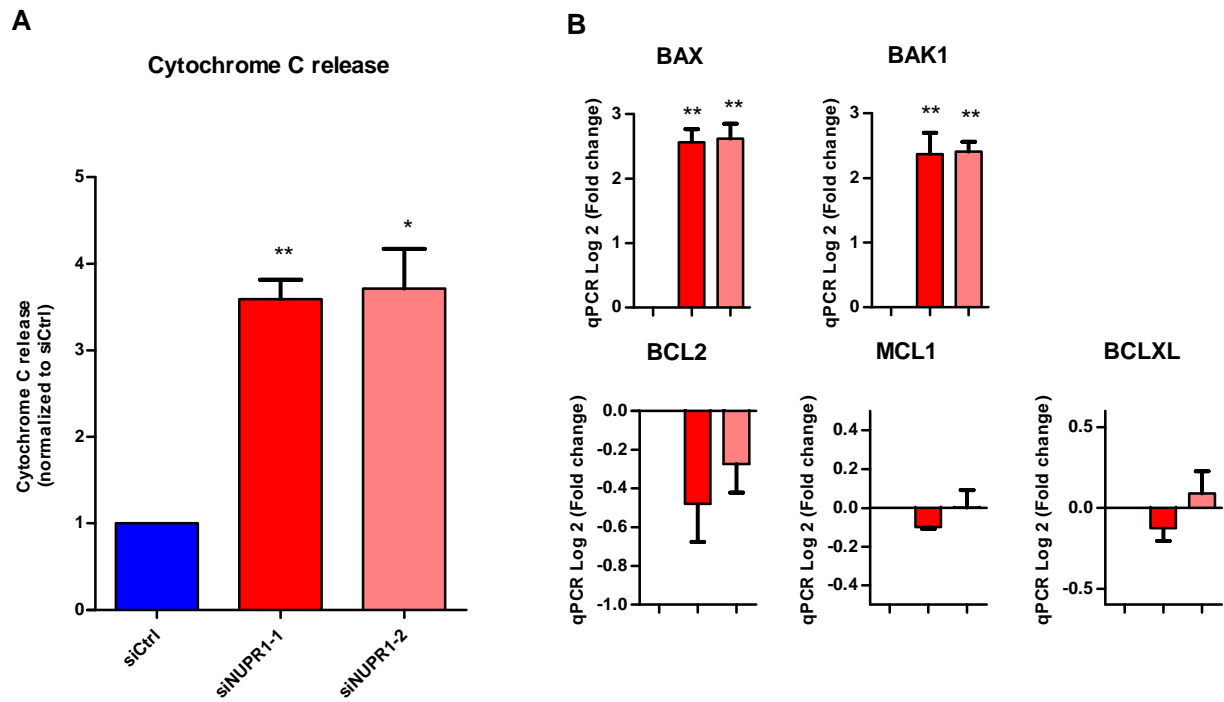 A
Cytochrome C release
Cytochrome C release
(normalized to siCtrl)
5
4
3
2
1
0
**
*
siCtrl
siNUPR1-1
siNUPR1-2
B
BAX
qPCR Log 2 (Fold change)
3
2
1
0
**
**
BAK1
qPCR Log 2 (Fold change)
3
2
1
0
**
**
BCL2
qPCR Log 2 (Fold change)
0.0
-0.2
-0.4
-0.6
-0.8
-1.0
MCL1
qPCR Log 2 (Fold change)
0.4
0.2
0.0
-0.2
-0.4
BCLXL
qPCR Log 2 (Fold change)
0.5
0.0
-0.5